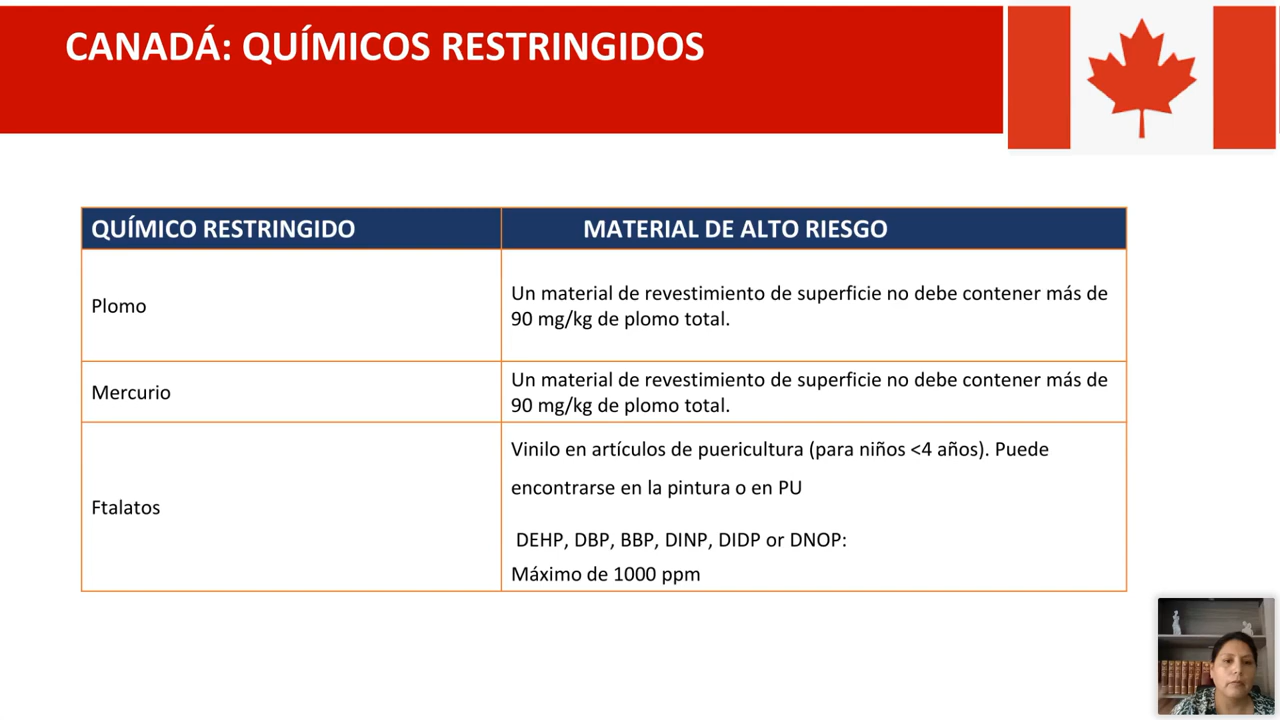 CANADÁ: QUÍMICOS RESTRINGIDOS
QUÍMICO RESTRINGIDO
MATERIAL DE ALTO RIESGO
Plomo
Un material de revestimiento de superficie no debe contener más de
90 mg/kg de plomo total.
Mercurio
Un material de revestimiento de superficie no debe contener más de
90 mg/kg de plomo total.
Ftalatos
Vinilo en artículos de puericultura (para niños <4 años). Puede
encontrarse en la pintura o en PU
DEHP, DBP, BBP, DINP, DIDP or DNOP:
Máximo de 1000 ppm